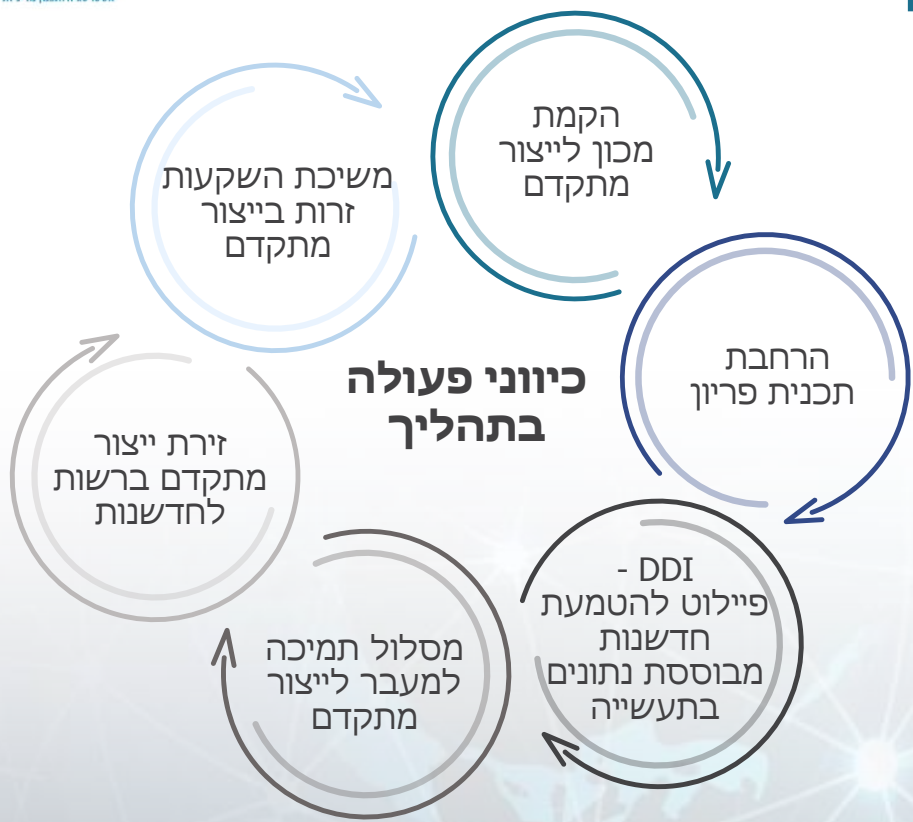 כיווני פעולה
בתהליך
הקמת
מכון לייצור
מתקדם
הרחבת
תכנית פריון
DDI -
פיילוט להטמעת
חדשנות
מבוססת נתונים
בתעשייה
מסלול תמיכה
למעבר לייצור
מתקדם
זירת ייצור
מתקדם ברשות
לחדשנות
משיכת השקעות
זרות בייצור
מתקדם